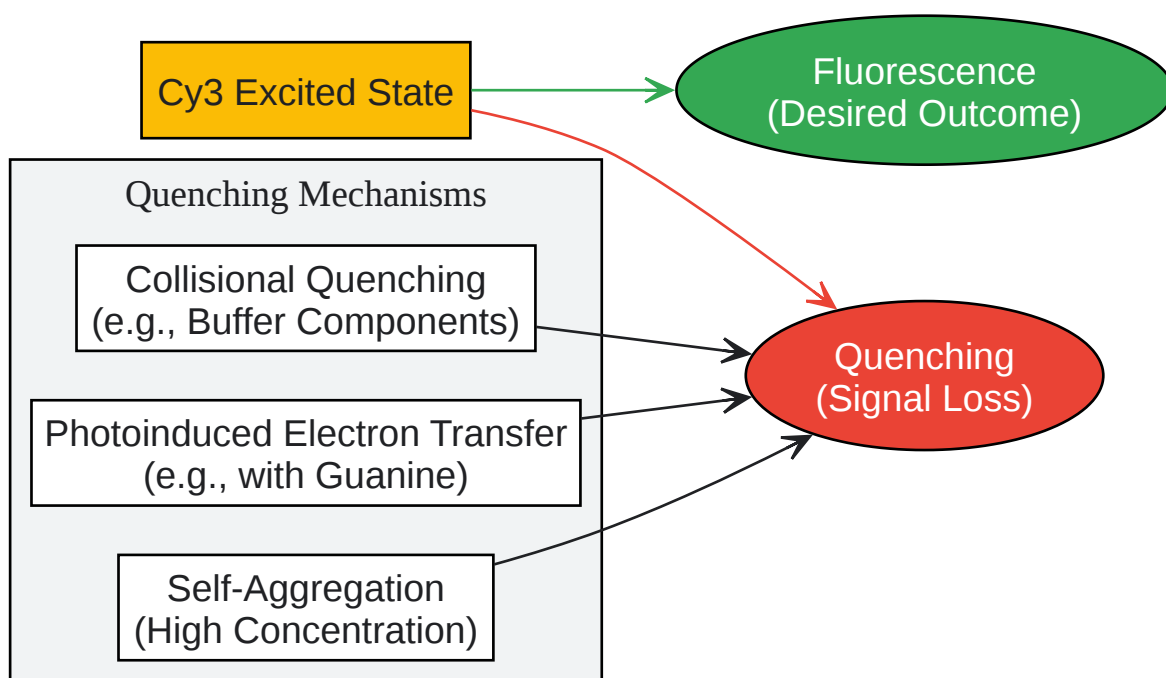 Cy3 Excited State
Fluorescence
(Desired Outcome)
Quenching Mechanisms
Collisional Quenching
(e.g., Buffer Components)
Photoinduced Electron Transfer
(e.g., with Guanine)
Self-Aggregation
(High Concentration)
Quenching
(Signal Loss)